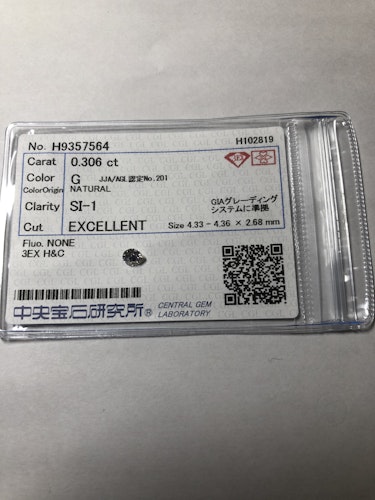 No. H9357564 H102819
Carat 0.306 ct
Color G JJA/AGL認定No.201
ColorOrigin NATURAL
Clarity SI-1 GIAグレーディング
システムに準拠
Cut EXCELLENT Size 4.33 - 4.36 × 2.68 mm
Fluo. NONE
3EX H&C
中央宝石研究所® CENTRAL GEM
LABORATORY